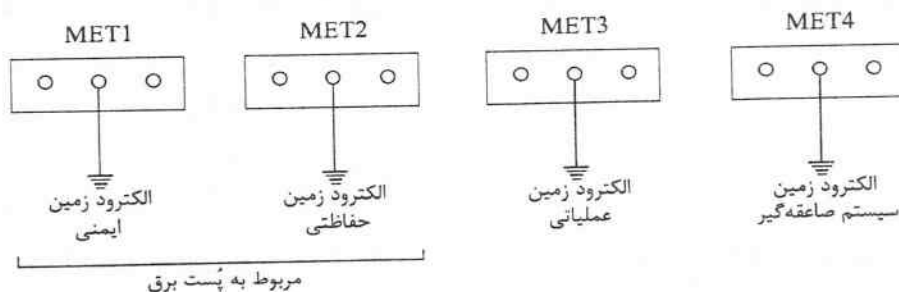 MET1
MET2
MET3
MET4
الکترود زمین
ایمنی
الکترود زمین
حفاظتی
الکترود زمین
عملیاتی
الکترود زمین
سیستم صاعقه‌گیر
مربوط به پُست برق